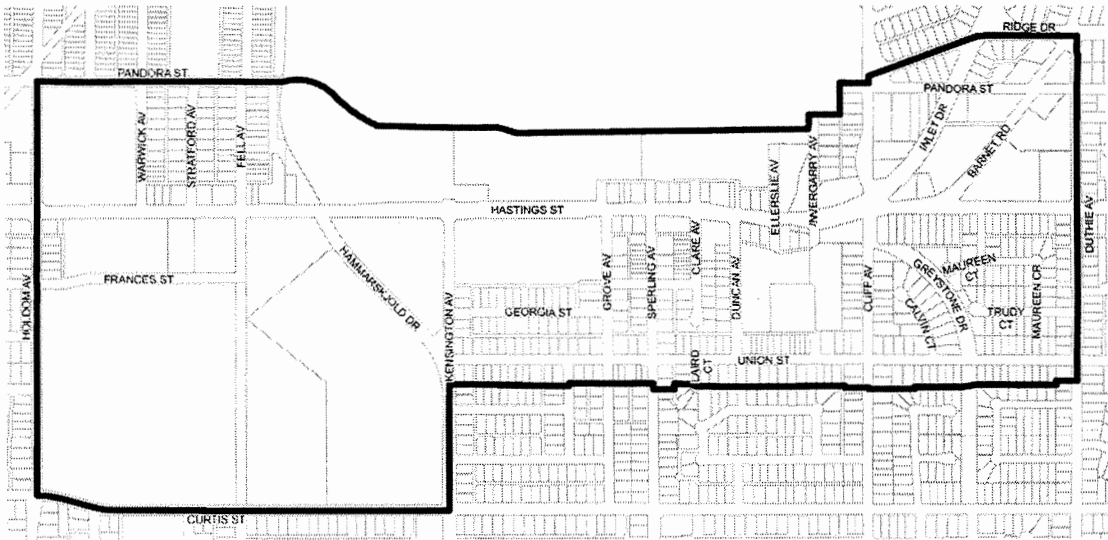 RIDGE DR
PANDORA ST
PANDORA ST
WARWICK AV
STRATFORD AV
FELL AV
INLET DR
BARNET RD
ELLERSLIE AV
INVERGARRY AV
HASTINGS ST
DUTHIE AV
HOLDOM AV
FRANCES ST
HAMMARSKJOLD DR
KENSINGTON AV
GEORGIA ST
GROVE AV
SPERLING AV
CLARE AV
DUNCAN AV
CLIFF AV
GREYSTONE DR
MAUREEN
CT
CALVIN CT
TRUDY
CT
MAUREEN CR
UNION ST
LAIRD
CT
CURTIS ST